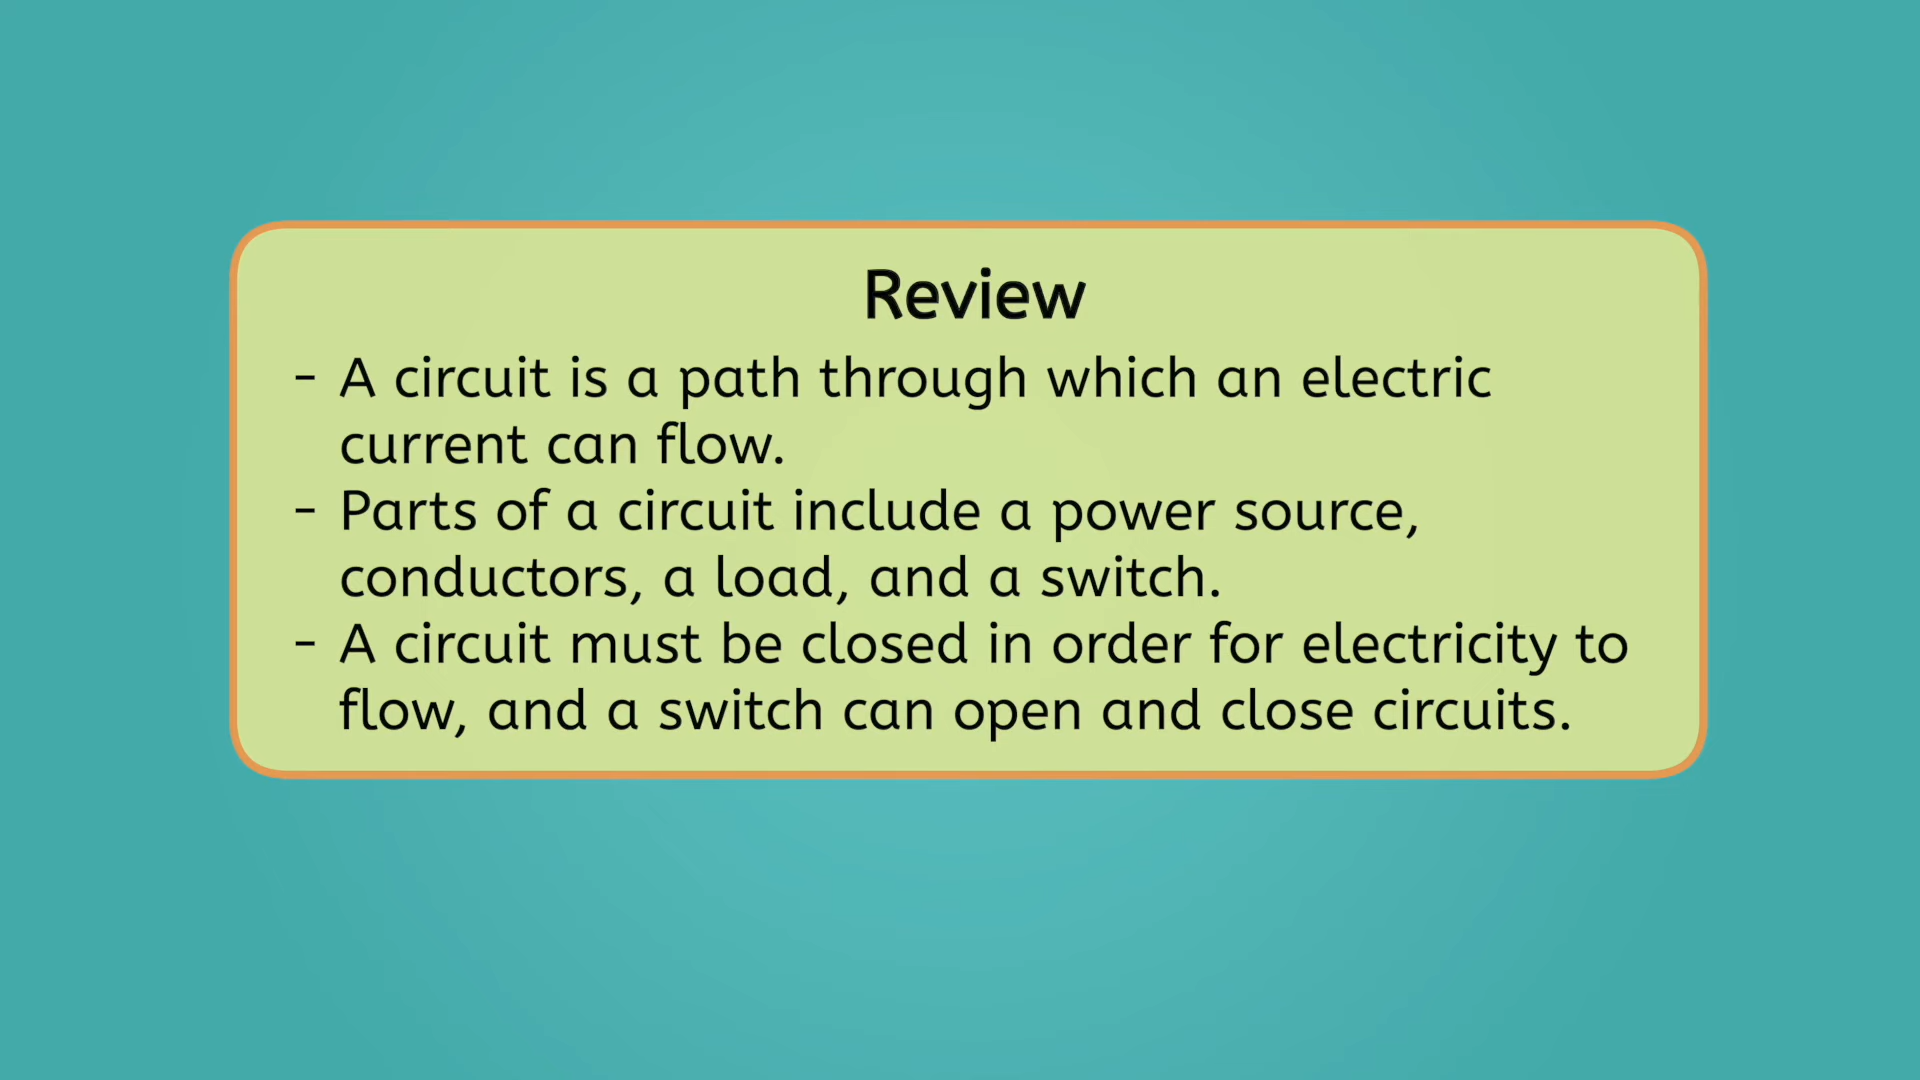 Review
- A circuit is a path through which an electric
current can flow.
- Parts of a circuit include a power source,
conductors, a load, and a switch.
- A circuit must be closed in order for electricity to
flow, and a switch can open and close circuits.